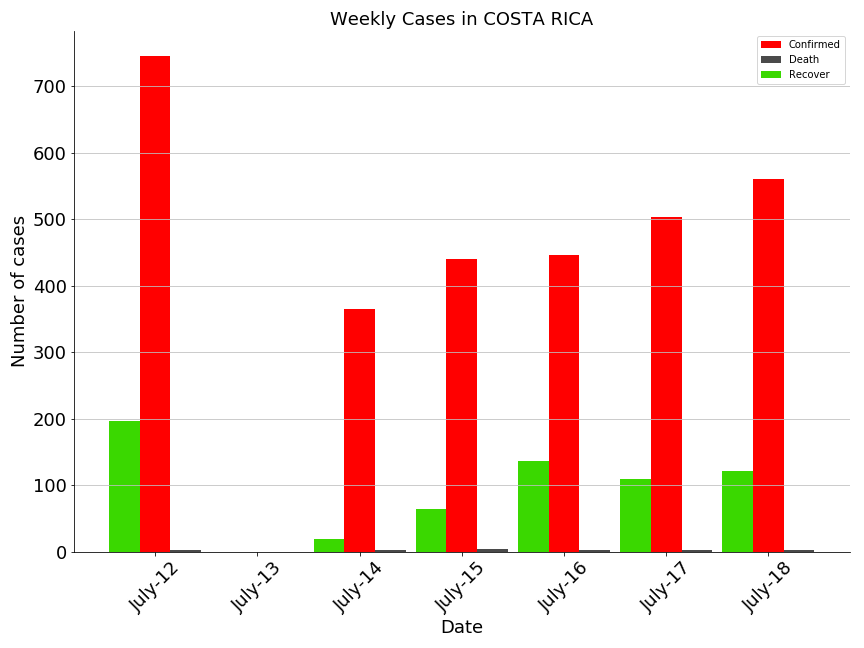 Weekly Cases in COSTA RICA
Confirmed
Death
Recover
Number of cases
700
600
500
400
300
200
100
0
July-12
July-13
July-14
July-15
July-16
July-17
July-18
Date